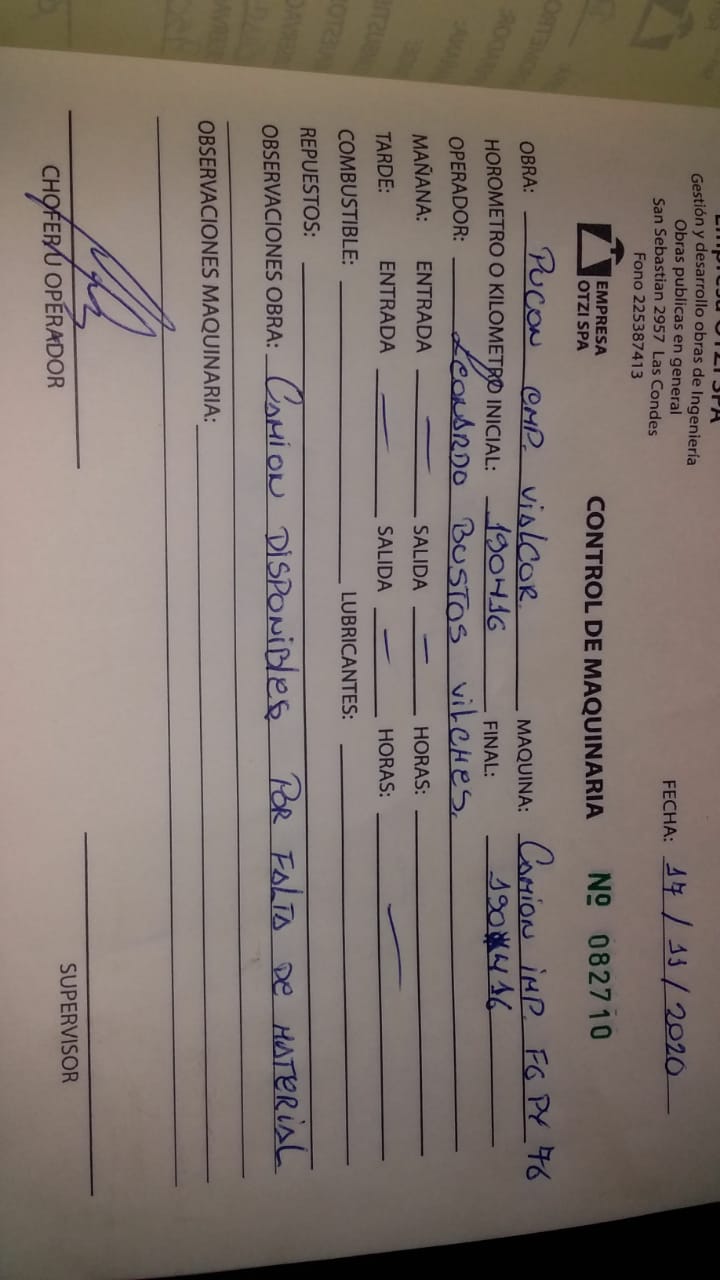 Empresa OTZI SPA
Gestión y desarrollo obras de Ingeniería
Obras publicas en general
San Sebastian 2957 Las Condes
Fono 225387413
FECHA: 17 / 11 / 2020
EMPRESA
OTZI SPA
CONTROL DE MAQUINARIA Nº 082710
OBRA: PUCON EMP. VIALCOR. MAQUINA: CAMION IMP. FG PY 76
HOROMETRO O KILOMETRO INICIAL: 190416 FINAL: 190416
OPERADOR: LEONARDO BUSTOS VILCHES.
MAÑANA: ENTRADA — SALIDA — HORAS:
TARDE: ENTRADA — SALIDA — HORAS: —
COMBUSTIBLE: LUBRICANTES:
REPUESTOS:
OBSERVACIONES OBRA: CAMION DISPONIBLES POR FALTA DE MATERIAL
OBSERVACIONES MAQUINARIA:
CHOFER U OPERADOR
SUPERVISOR